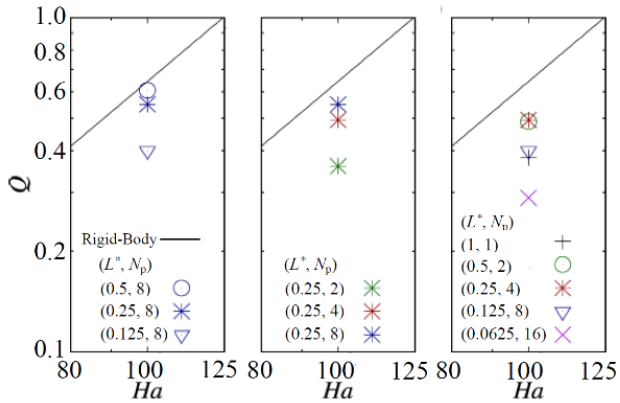 1.0
0.6
0.4
0.2
0.1
Q
Rigid-Body
(L*, Np)
(0.5, 8)
(0.25, 8)
(0.125, 8)
80 100 125
Ha
(L*, Np)
(0.25, 2)
(0.25, 4)
(0.25, 8)
80 100 125
Ha
(L*, Np)
(1, 1)
(0.5, 2)
(0.25, 4)
(0.125, 8)
(0.0625, 16)
80 100 125
Ha